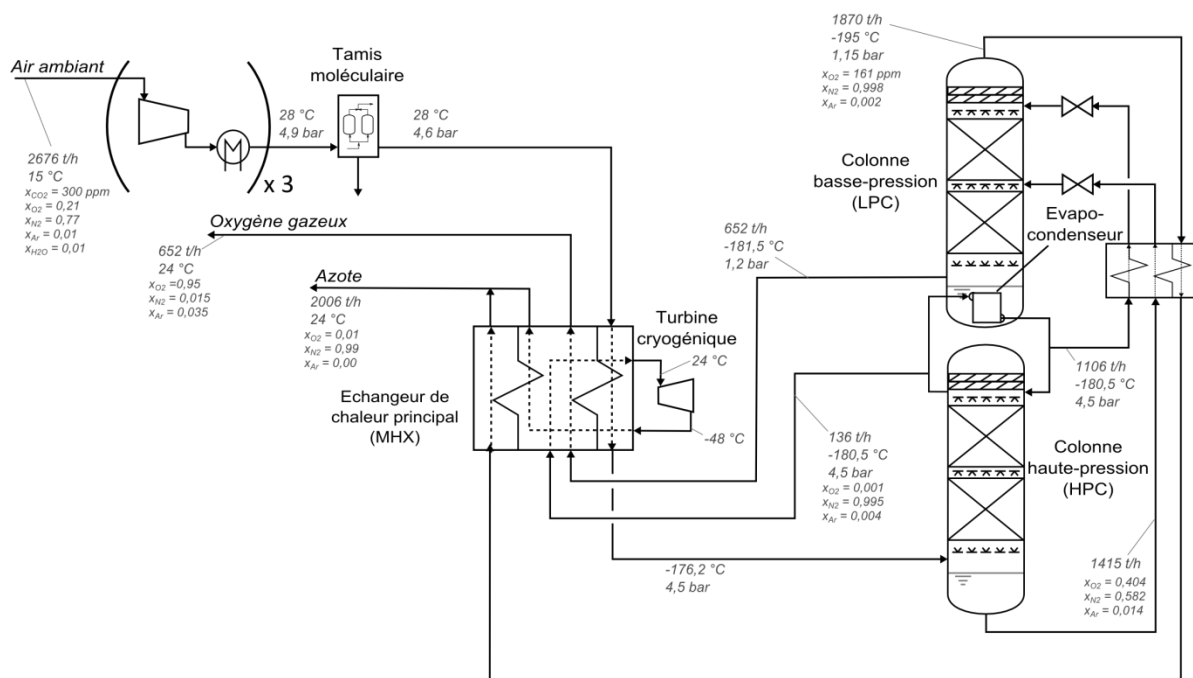 Air ambiant
2676 t/h
15 °C
xCO2 = 300 ppm
xO2 = 0,21
xN2 = 0,77
xAr = 0,01
xH2O = 0,01
x 3
28 °C
4,9 bar
Tamis
moléculaire
28 °C
4,6 bar
Oxygène gazeux
652 t/h
24 °C
xO2 =0,95
xN2 = 0,015
xAr = 0,035
Azote
2006 t/h
24 °C
xO2 = 0,01
xN2 = 0,99
xAr = 0,00
Echangeur de
chaleur principal
(MHX)
Turbine
cryogénique
24 °C
-48 °C
652 t/h
-181,5 °C
1,2 bar
136 t/h
-180,5 °C
4,5 bar
xO2 = 0,001
xN2 = 0,995
xAr = 0,004
-176,2 °C
4,5 bar
1870 t/h
-195 °C
1,15 bar
xO2 = 161 ppm
xN2 = 0,998
xAr = 0,002
Colonne
basse-pression
(LPC)
Evapo-
condenseur
1106 t/h
-180,5 °C
4,5 bar
Colonne
haute-pression
(HPC)
1415 t/h
xO2 = 0,404
xN2 = 0,582
xAr = 0,014